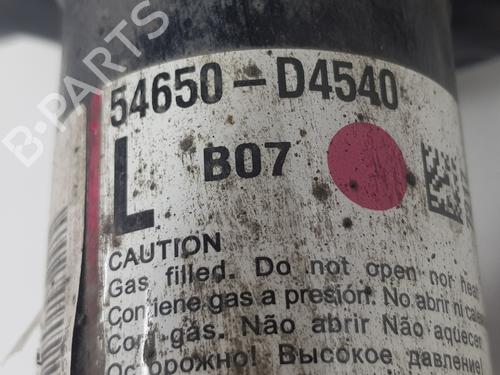 B-PARTS
54650-D4540
L B07
CAUTION
Gas filled. Do not open nor hea
Contiene gas a presión. No abrir ni cale
Con gás. Não abrir Não aquecer
Осторожно! Высокое давление!